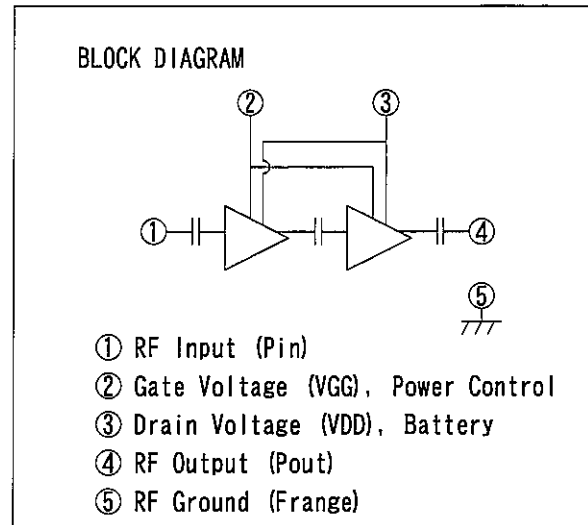 BLOCK DIAGRAM
② ③
① ④
⑤
① RF Input (Pin)
② Gate Voltage (VGG), Power Control
③ Drain Voltage (VDD), Battery
④ RF Output (Pout)
⑤ RF Ground (Frange)